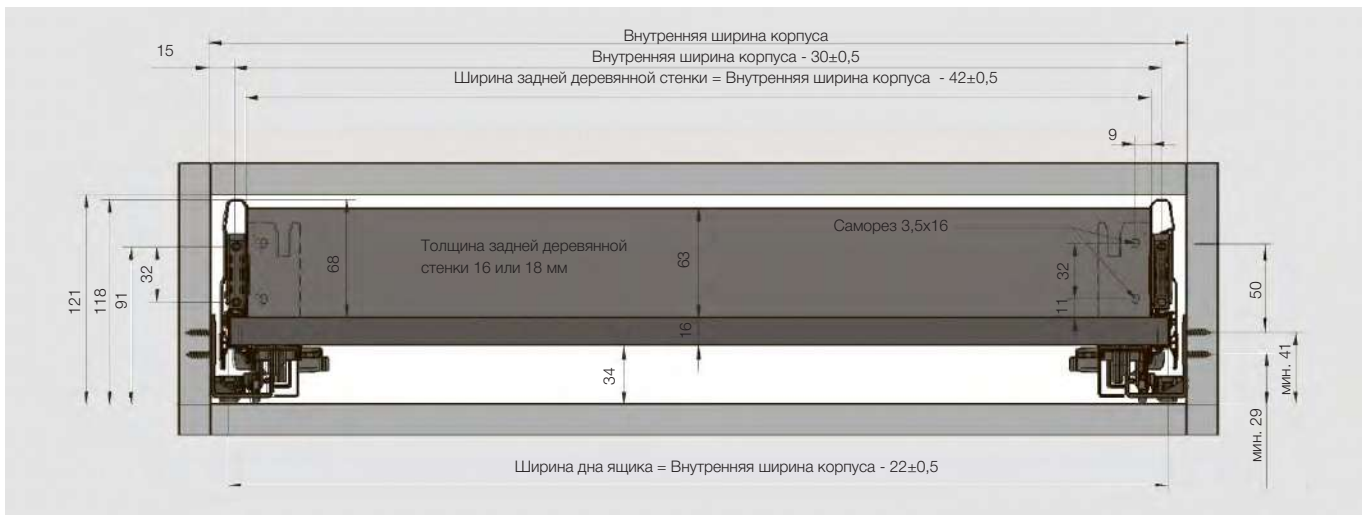 Внутренняя ширина корпуса
15
Внутренняя ширина корпуса - 30±0,5
Ширина задней деревянной стенки = Внутренняя ширина корпуса - 42±0,5
9
Саморез 3,5x16
Толщина задней деревянной
стенки 16 или 18 мм
68
63
32
11
16
34
121
118
91
32
50
мин. 41
мин. 29
Ширина дна ящика = Внутренняя ширина корпуса - 22±0,5